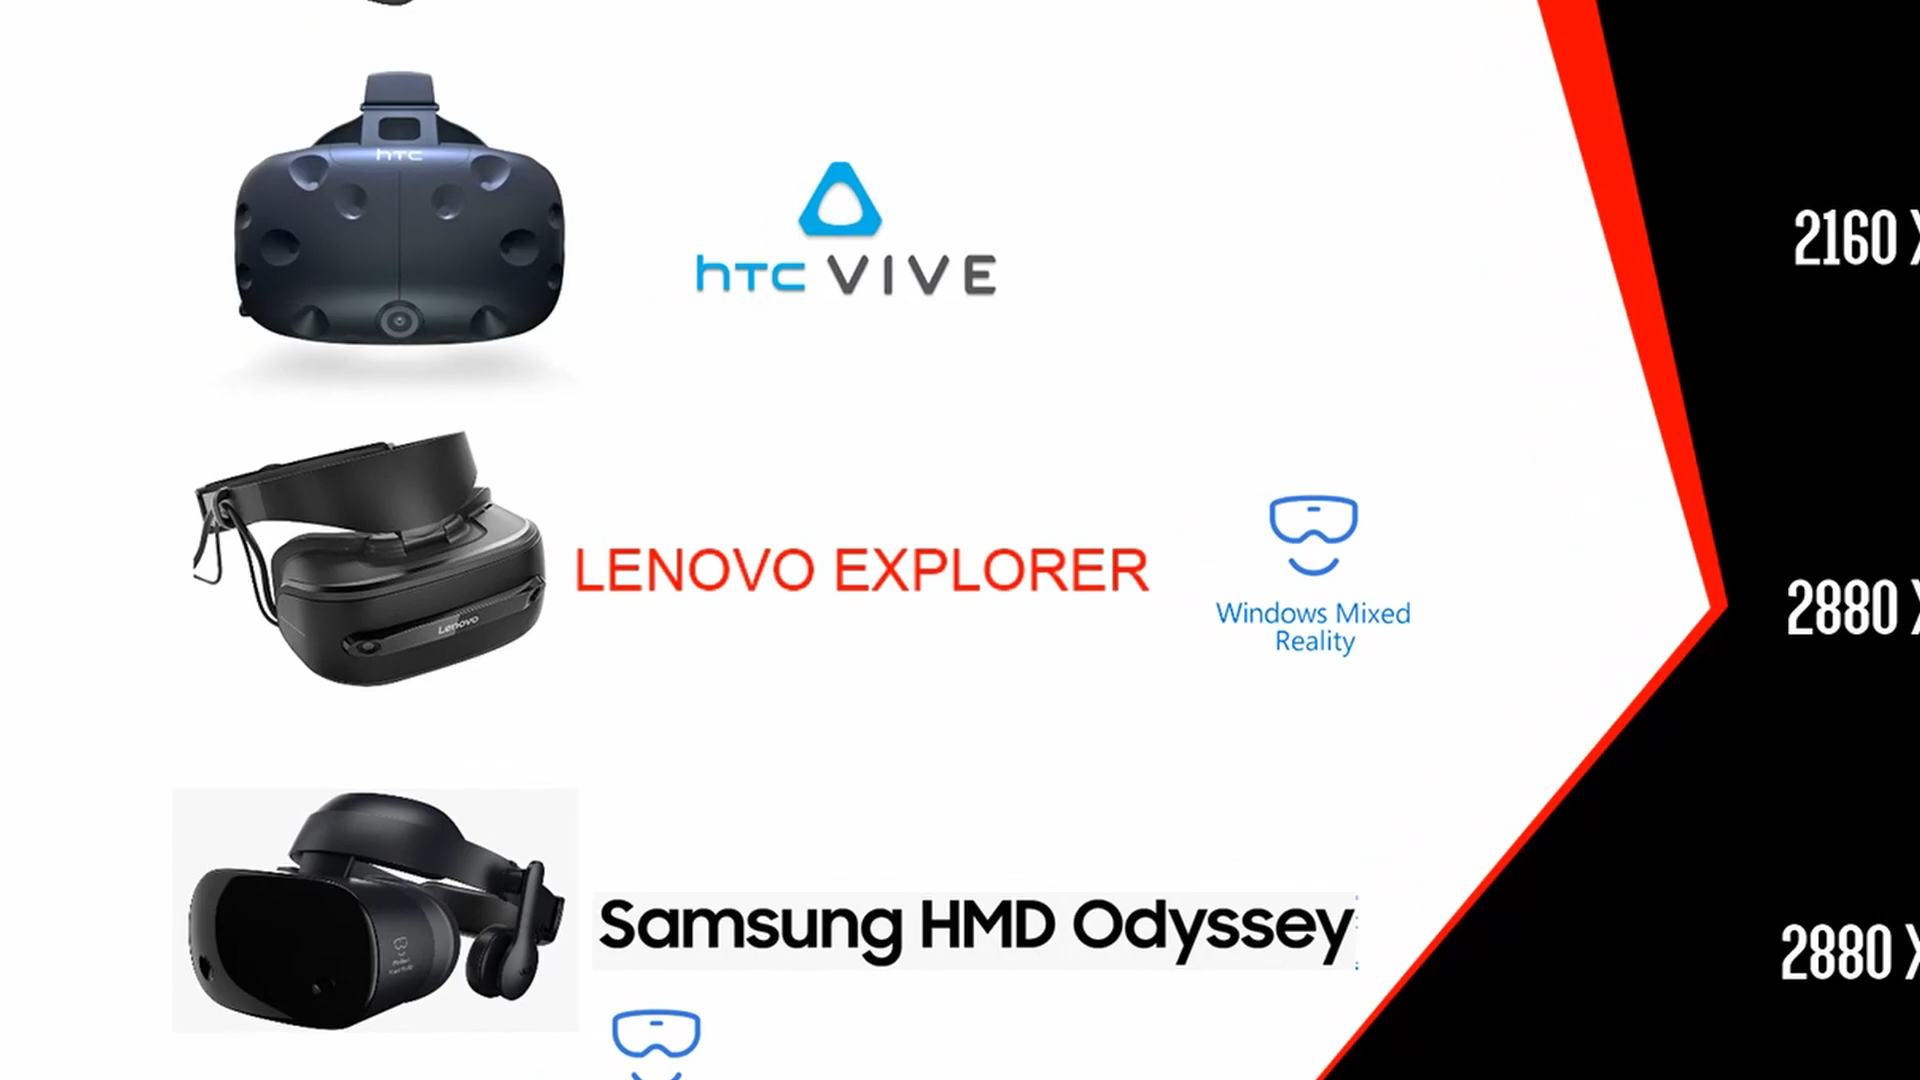 hTC
hTC VIVE
2160 X
Lenovo
LENOVO EXPLORER
Windows Mixed
Reality
2880 X
Samsung HMD Odyssey
2880 X